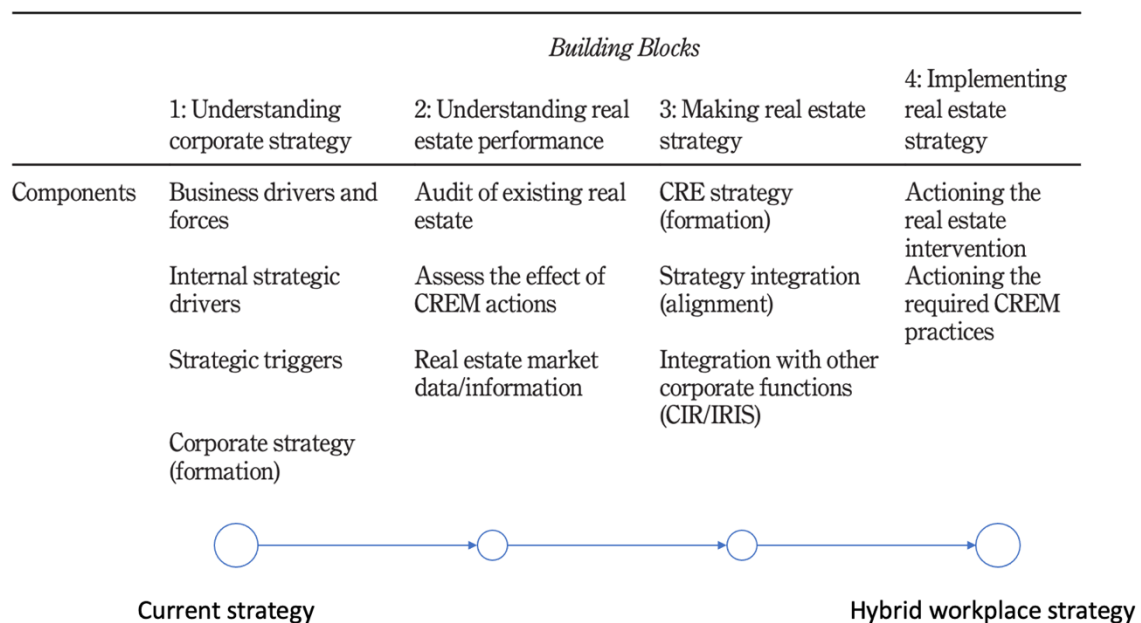 Building Blocks
1: Understanding
corporate strategy
2: Understanding real
estate performance
3: Making real estate
strategy
4: Implementing
real estate
strategy
Components
Business drivers and
forces
Audit of existing real
estate
CRE strategy
(formation)
Actioning the
real estate
intervention
Internal strategic
drivers
Assess the effect of
CREM actions
Strategy integration
(alignment)
Actioning the
required CREM
practices
Strategic triggers
Real estate market
data/information
Integration with other
corporate functions
(CIR/IRIS)
Corporate strategy
(formation)
Current strategy
Hybrid workplace strategy